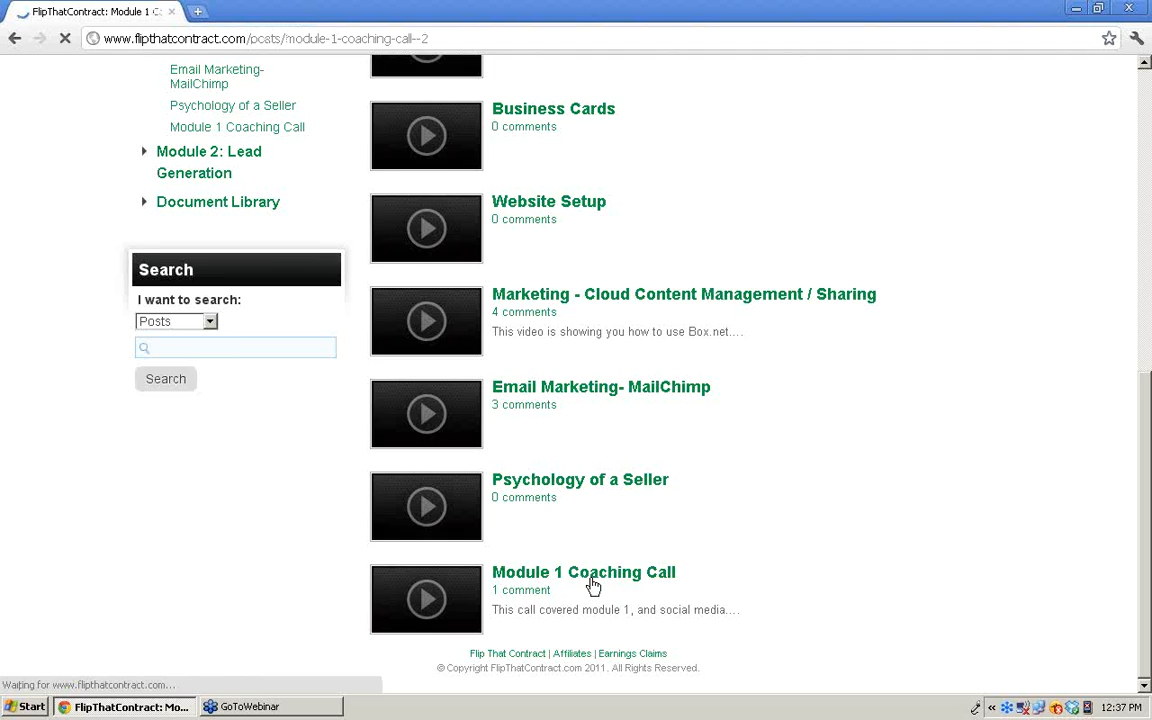 FlipThatContract: Module 1 C
www.flipthatcontract.com/posts/module-1-coaching-call--2
Email Marketing-
MailChimp
Psychology of a Seller
Module 1 Coaching Call
Module 2: Lead
Generation
Document Library
Search
I want to search:
Posts
Search
Business Cards
0 comments
Website Setup
0 comments
Marketing - Cloud Content Management / Sharing
4 comments
This video is showing you how to use Box.net....
Email Marketing- MailChimp
3 comments
Psychology of a Seller
0 comments
Module 1 Coaching Call
1 comment
This call covered module 1, and social media....
Flip That Contract | Affiliates | Earnings Claims
© Copyright FlipThatContract.com 2011. All Rights Reserved.
Waiting for www.flipthatcontract.com...
Start
FlipThatContract: Mo...
GoToWebinar
12:37 PM